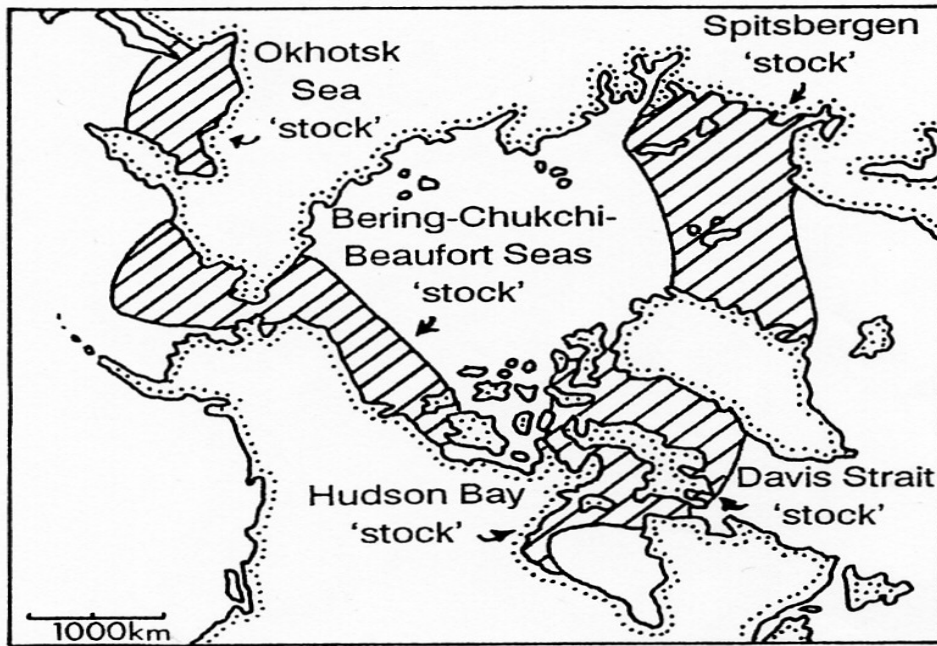 Okhotsk
Sea
‘stock’
Spitsbergen
‘stock’
Bering-Chukchi-
Beaufort Seas
‘stock’
Hudson Bay
‘stock’
Davis Strait
‘stock’
1000km